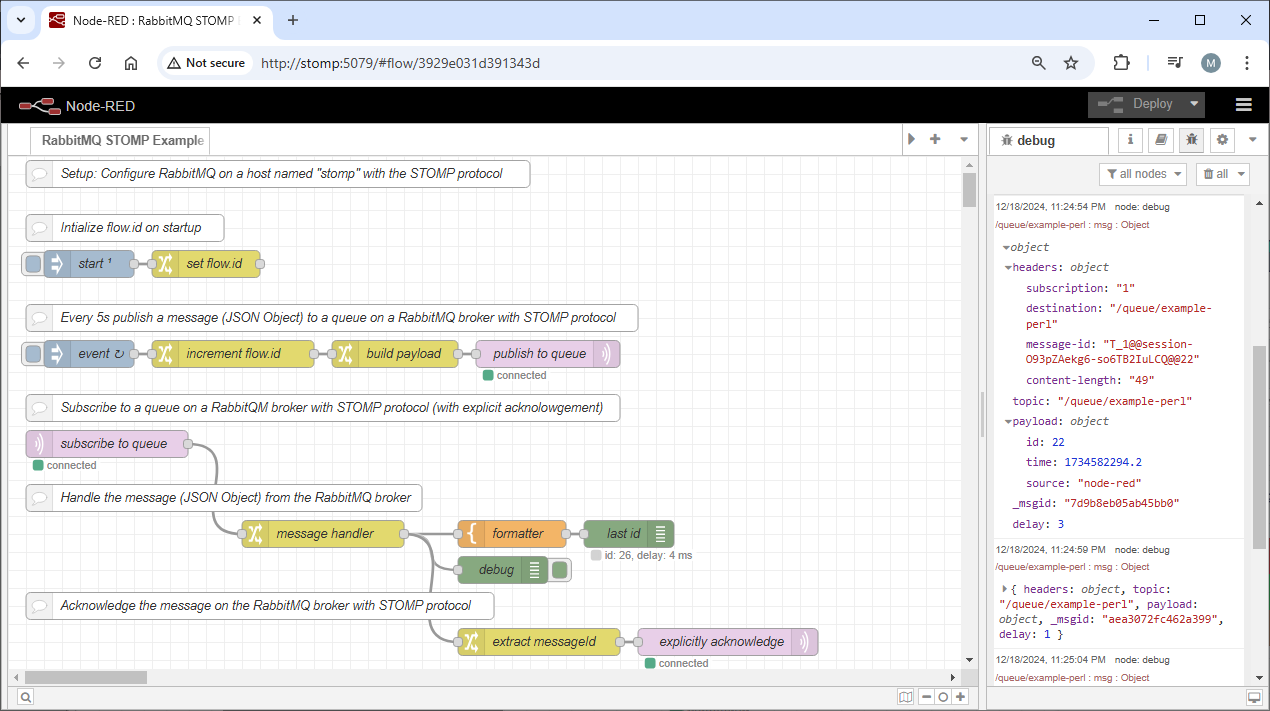 Node-RED : RabbitMQ STOMP
Not secure
http://stomp:5079/#flow/3929e031d391343d
M
Node-RED
Deploy
RabbitMQ STOMP Example
debug
all nodes
all
Setup: Configure RabbitMQ on a host named "stomp" with the STOMP protocol
Intialize flow.id on startup
start ¹
set flow.id
Every 5s publish a message (JSON Object) to a queue on a RabbitMQ broker with STOMP protocol
event ↻
increment flow.id
build payload
publish to queue
connected
Subscribe to a queue on a RabbitQM broker with STOMP protocol (with explicit acknolowgement)
subscribe to queue
connected
Handle the message (JSON Object) from the RabbitMQ broker
message handler
formatter
last id
id: 26, delay: 4 ms
debug
Acknowledge the message on the RabbitMQ broker with STOMP protocol
extract messageId
explicitly acknowledge
connected
12/18/2024, 11:24:54 PM node: debug
/queue/example-perl : msg : Object
object
headers: object
subscription: "1"
destination: "/queue/example-
perl"
message-id: "T_1@@session-
O93pZAekg6-so6TB2IuLCQ@@22"
content-length: "49"
topic: "/queue/example-perl"
payload: object
id: 22
time: 1734582294.2
source: "node-red"
_msgid: "7d9b8eb05ab45bb0"
delay: 3
12/18/2024, 11:24:59 PM node: debug
/queue/example-perl : msg : Object
{ headers: object, topic:
"/queue/example-perl", payload:
object, _msgid: "aea3072fc462a399",
delay: 1 }
12/18/2024, 11:25:04 PM node: debug
/queue/example-perl : msg : Object